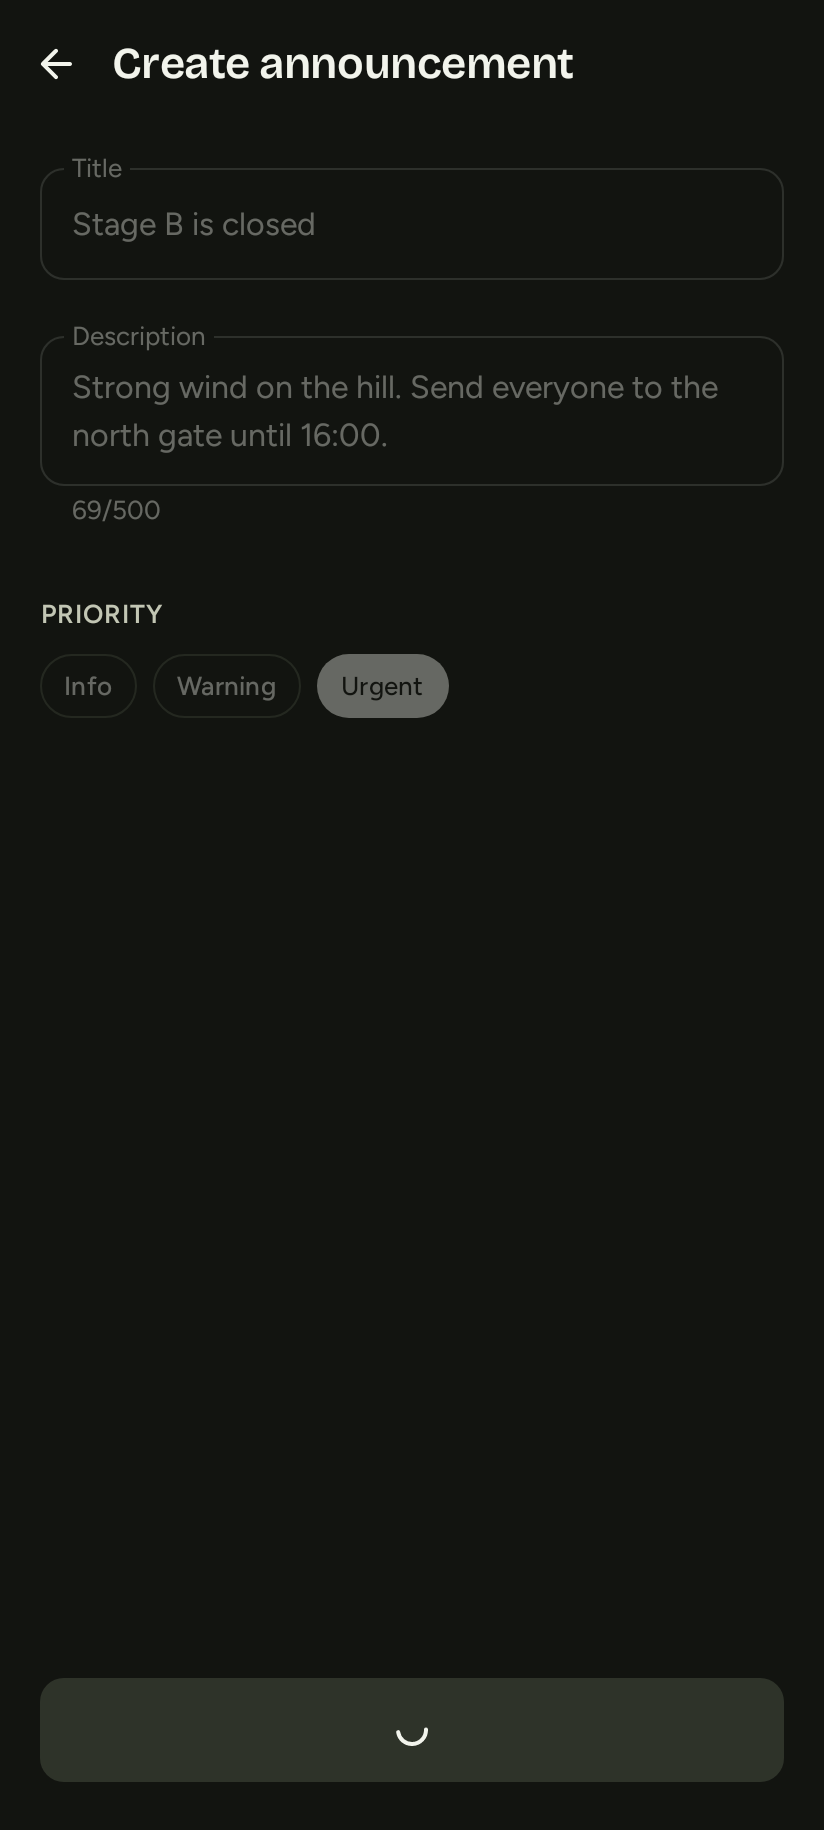 Create announcement
Title
Stage B is closed
Description
Strong wind on the hill. Send everyone to the
north gate until 16:00.
69/500
PRIORITY
Info
Warning
Urgent